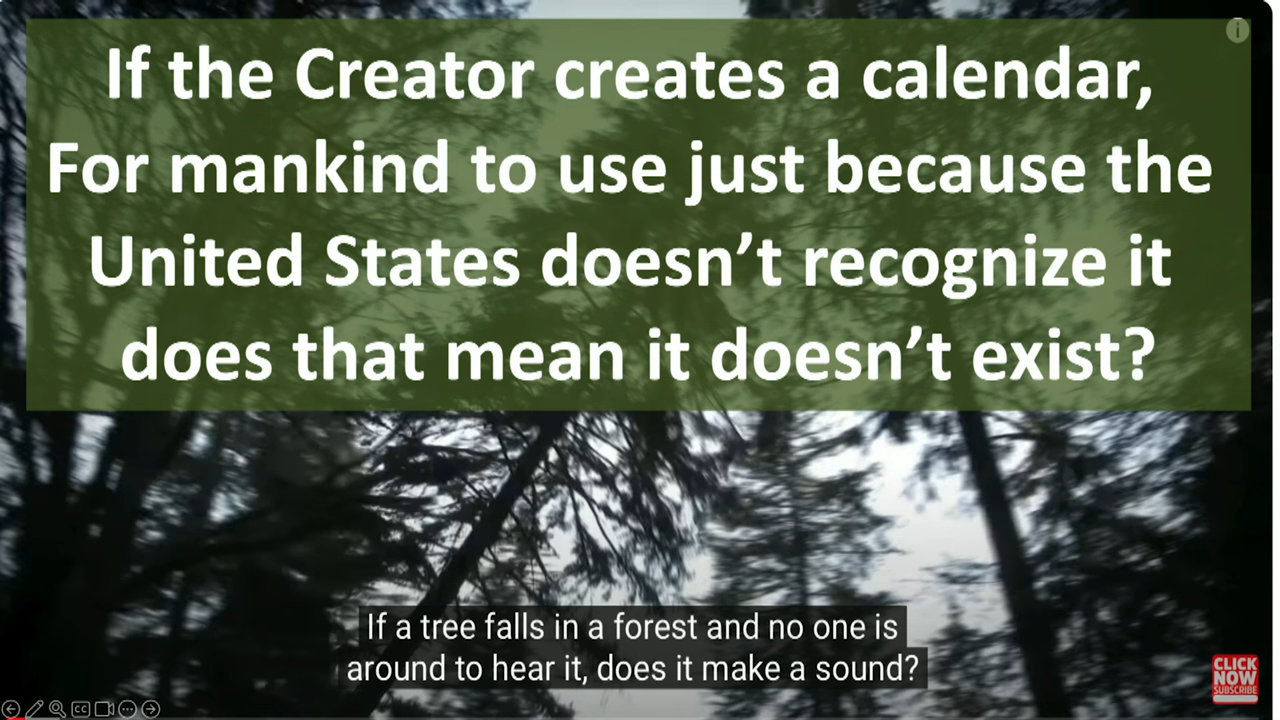 If the Creator creates a calendar,
For mankind to use just because the
United States doesn’t recognize it
does that mean it doesn’t exist?
If a tree falls in a forest and no one is
around to hear it, does it make a sound?
CLICK
NOW
SUBSCRIBE
CC
i